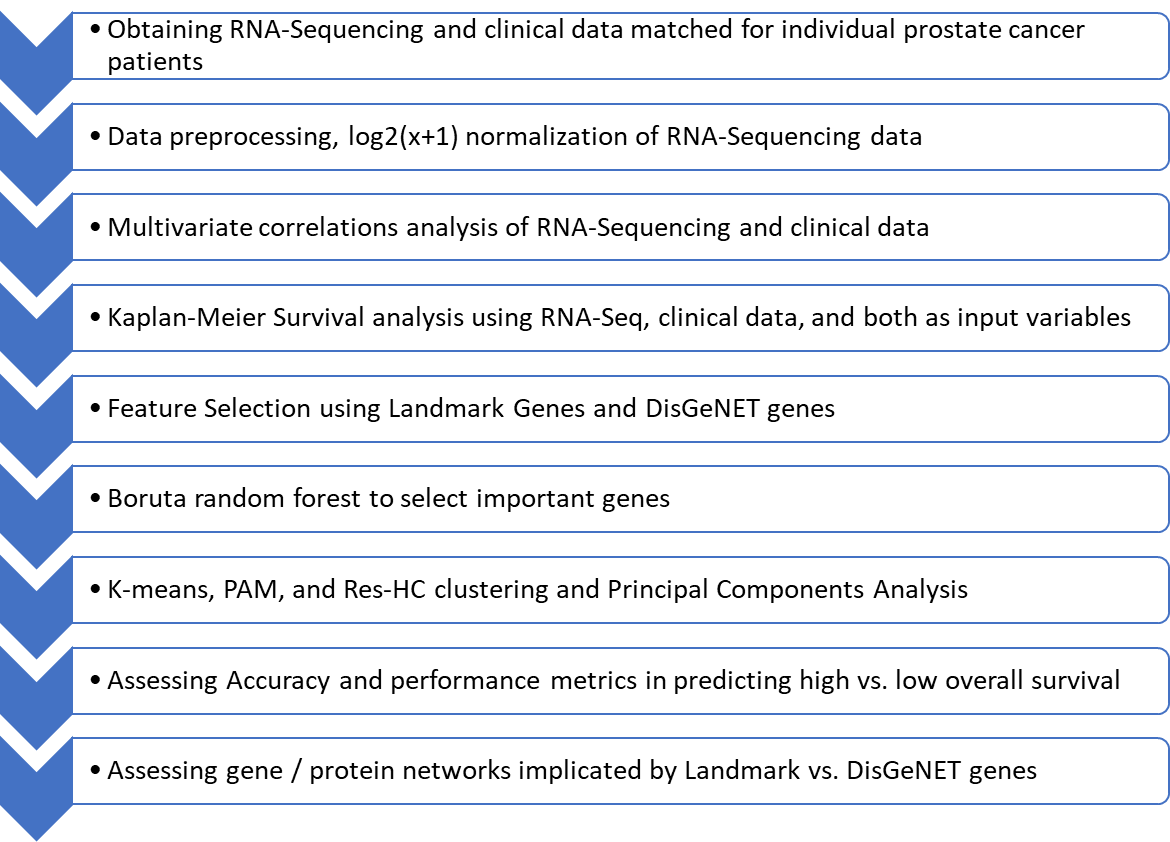 • Obtaining RNA-Sequencing and clinical data matched for individual prostate cancer
patients
• Data preprocessing, log2(x+1) normalization of RNA-Sequencing data
• Multivariate correlations analysis of RNA-Sequencing and clinical data
• Kaplan-Meier Survival analysis using RNA-Seq, clinical data, and both as input variables
• Feature Selection using Landmark Genes and DisGeNET genes
• Boruta random forest to select important genes
• K-means, PAM, and Res-HC clustering and Principal Components Analysis
• Assessing Accuracy and performance metrics in predicting high vs. low overall survival
• Assessing gene / protein networks implicated by Landmark vs. DisGeNET genes